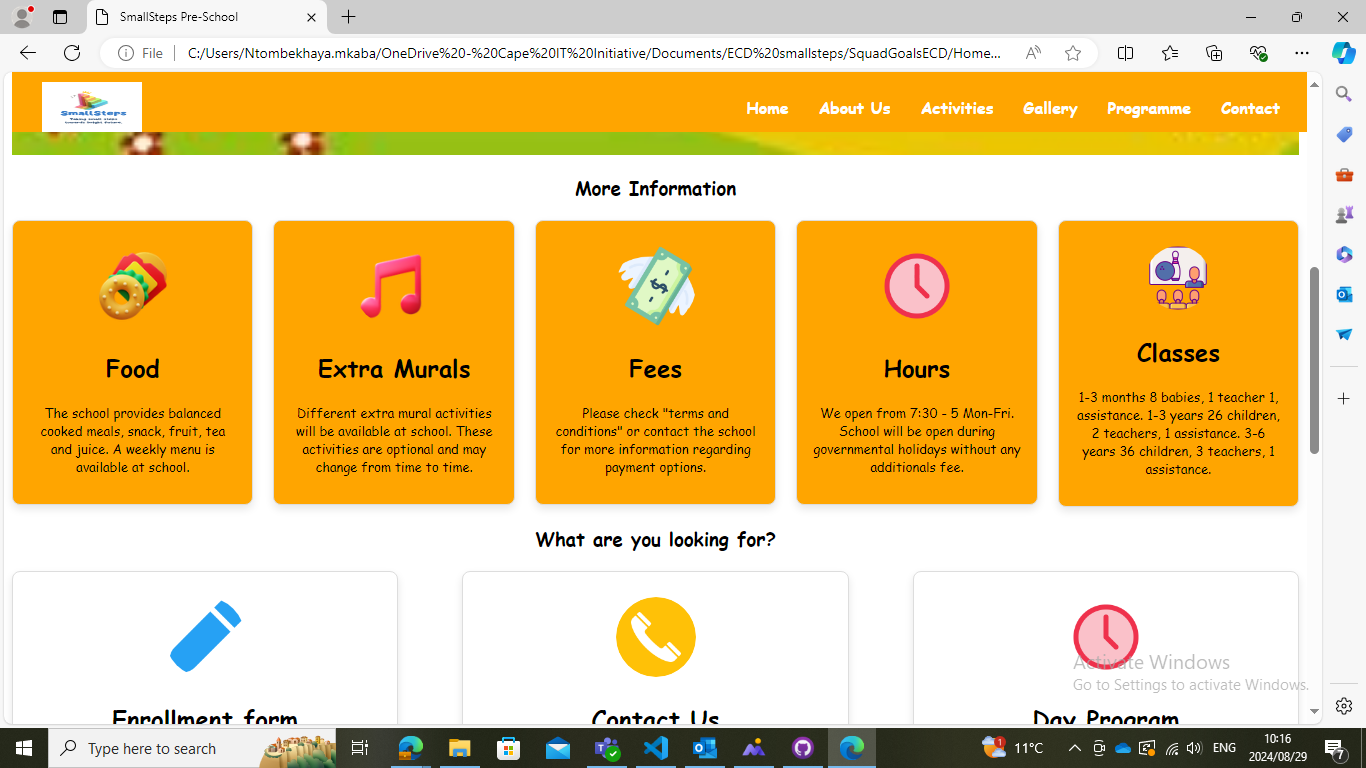 SmallSteps Pre-School
File
C:/Users/Ntombekhaya.mkaba/OneDrive%20-%20Cape%20IT%20Initiative/Documents/ECD%20smallsteps/SquadGoalsECD/Home...
SmallSteps
Taking small steps
towards bright future.
Home
About Us
Activities
Gallery
Programme
Contact
More Information
Food
The school provides balanced
cooked meals, snack, fruit, tea
and juice. A weekly menu is
available at school.
Extra Murals
Different extra mural activities
will be available at school. These
activities are optional and may
change from time to time.
Fees
Please check "terms and
conditions" or contact the school
for more information regarding
payment options.
Hours
We open from 7:30 - 5 Mon-Fri.
School will be open during
governmental holidays without any
additionals fee.
Classes
1-3 months 8 babies, 1 teacher 1,
assistance. 1-3 years 26 children,
2 teachers, 1 assistance. 3-6
years 36 children, 3 teachers, 1
assistance.
What are you looking for?
Enrollment form
Contact Us
Day Program
Activate Windows
Go to Settings to activate Windows.
Type here to search
1
11°C
ENG
10:16
2024/08/29
7